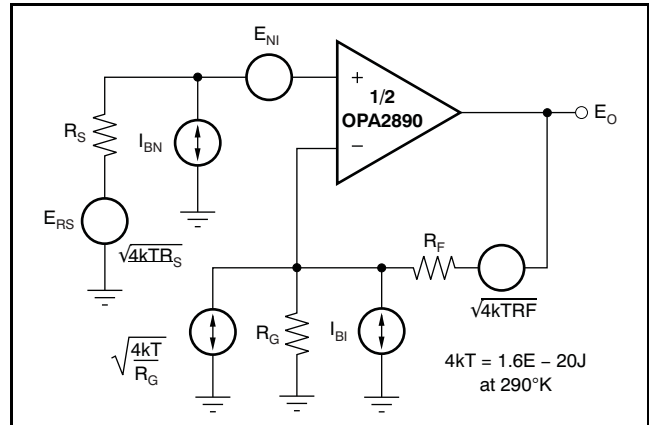 E_NI
+
1/2
OPA2890
−
E_O
R_S
I_BN
E_RS
√4kTR_S
R_F
√4kTRF
√4kT/R_G
R_G
I_BI
4kT = 1.6E − 20J
at 290°K